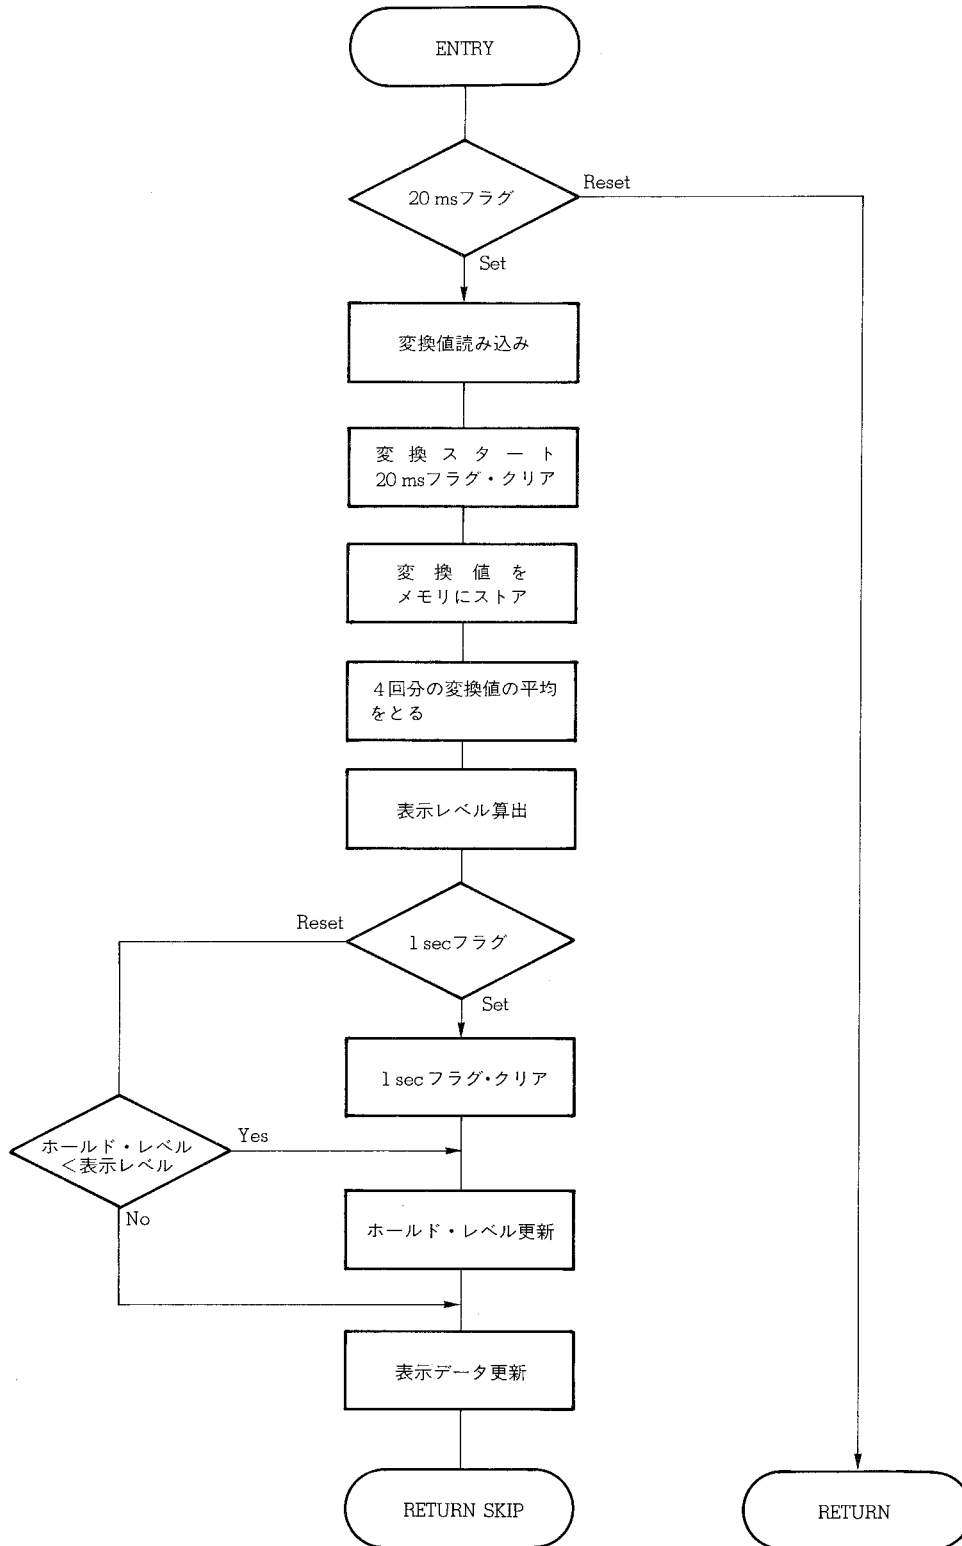 ENTRY
20 msフラグ
Reset
Set
変換値読み込み
変換スタート
20 msフラグ・クリア
変換値を
メモリにストア
4回分の変換値の平均
をとる
表示レベル算出
Reset
1 secフラグ
Set
1 secフラグ・クリア
ホールド・レベル
<表示レベル
Yes
No
ホールド・レベル更新
表示データ更新
RETURN SKIP
RETURN